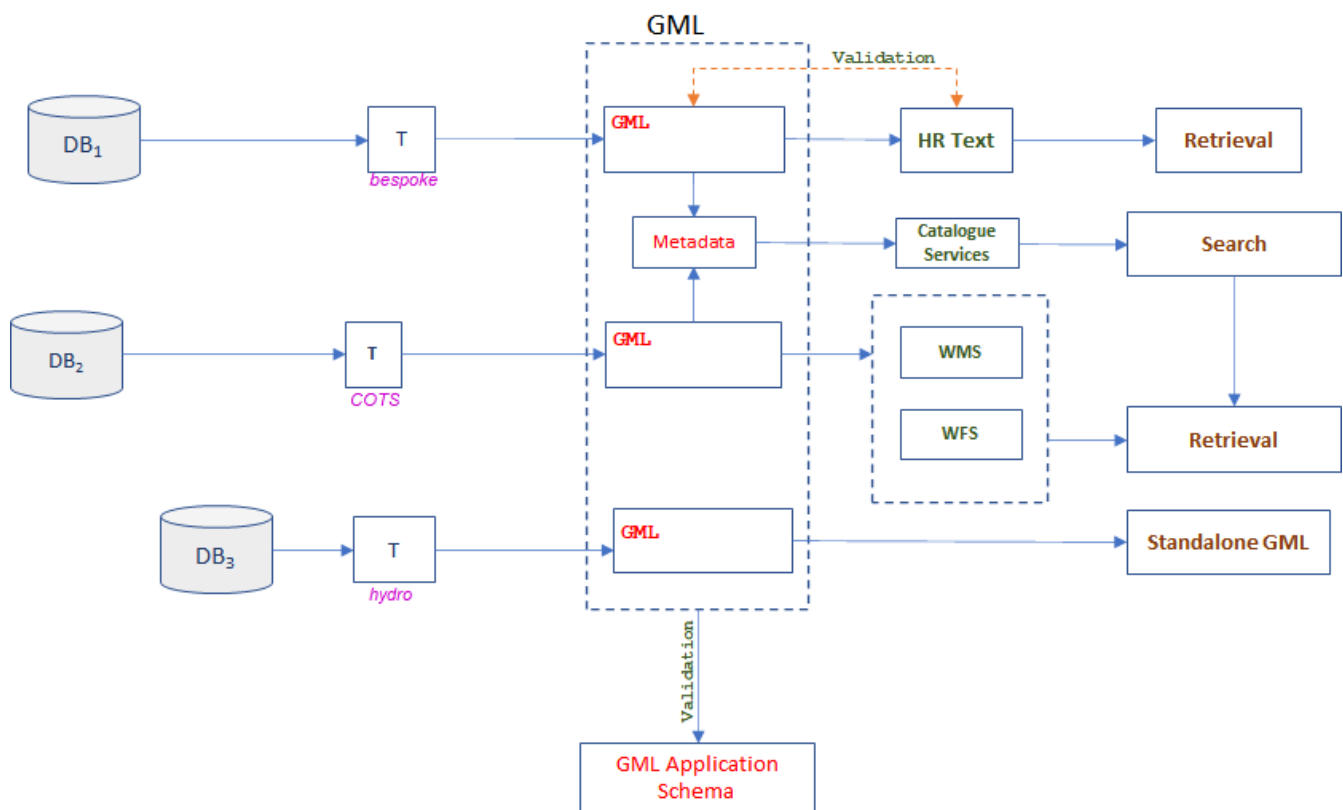 GML
Validation
GML
DB₁
T
HR Text
Retrieval
bespoke
Metadata
Catalogue
Services
Search
GML
DB₂
T
WMS
COTS
WFS
Retrieval
GML
DB₃
T
Standalone GML
hydro
Validation
GML Application
Schema